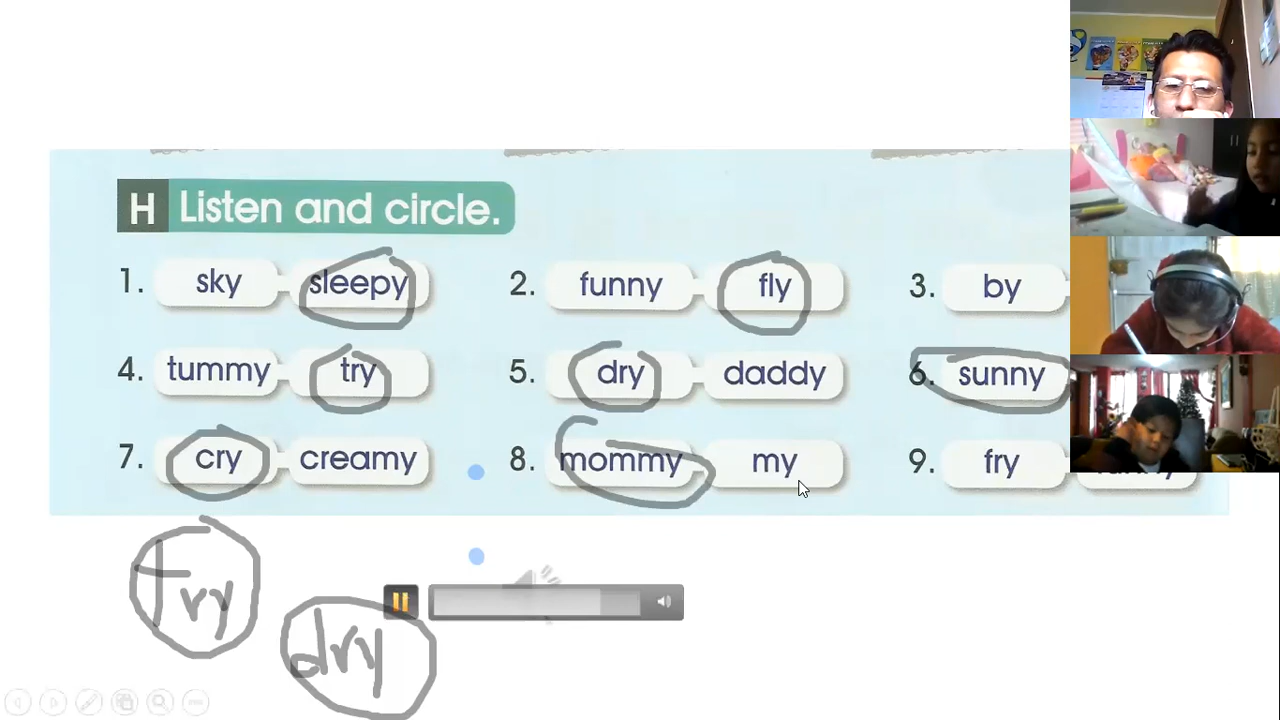 H Listen and circle.
1. sky sleepy 2. funny fly 3. by
4. tummy try 5. dry daddy 6. sunny
7. cry creamy 8. mommy my 9. fry
Try
dry